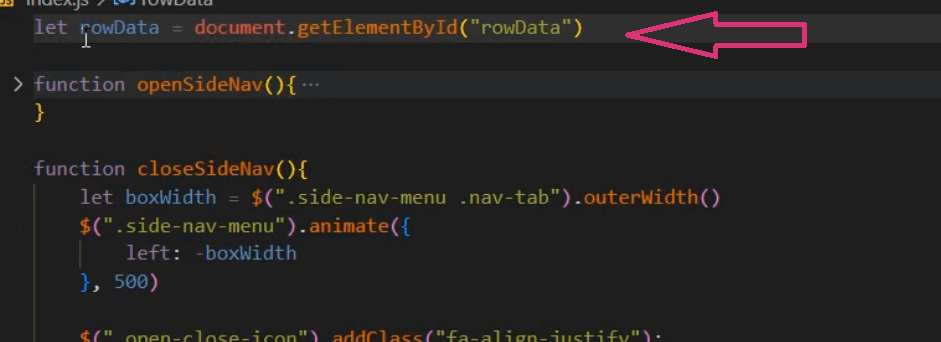 index.js > rowData
let rowData = document.getElementById("rowData")
function openSideNav(){ ...
}
function closeSideNav(){
let boxWidth = $(".side-nav-menu .nav-tab").outerWidth()
$(".side-nav-menu").animate({
left: -boxWidth
}, 500)
$(".open-close-icon").addClass("fa-align-justify");